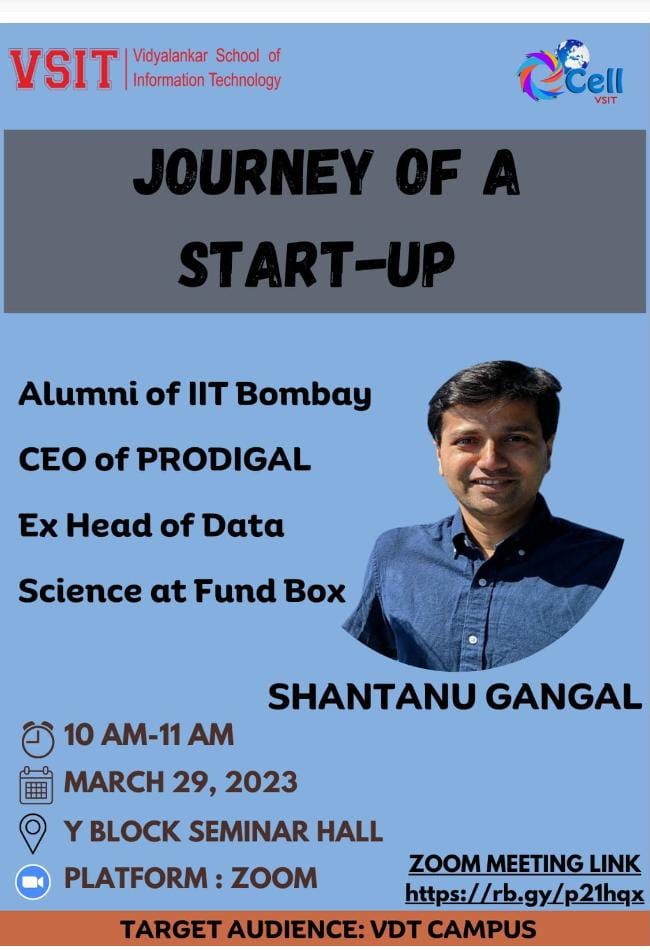 VSIT
Vidyalankar School of
Information Technology
Cell
VSIT
JOURNEY OF A
START-UP
Alumni of IIT Bombay
CEO of PRODIGAL
Ex Head of Data
Science at Fund Box
SHANTANU GANGAL
10 AM-11 AM
MARCH 29, 2023
Y BLOCK SEMINAR HALL
PLATFORM : ZOOM
ZOOM MEETING LINK
https://rb.gy/p21hqx
TARGET AUDIENCE: VDT CAMPUS